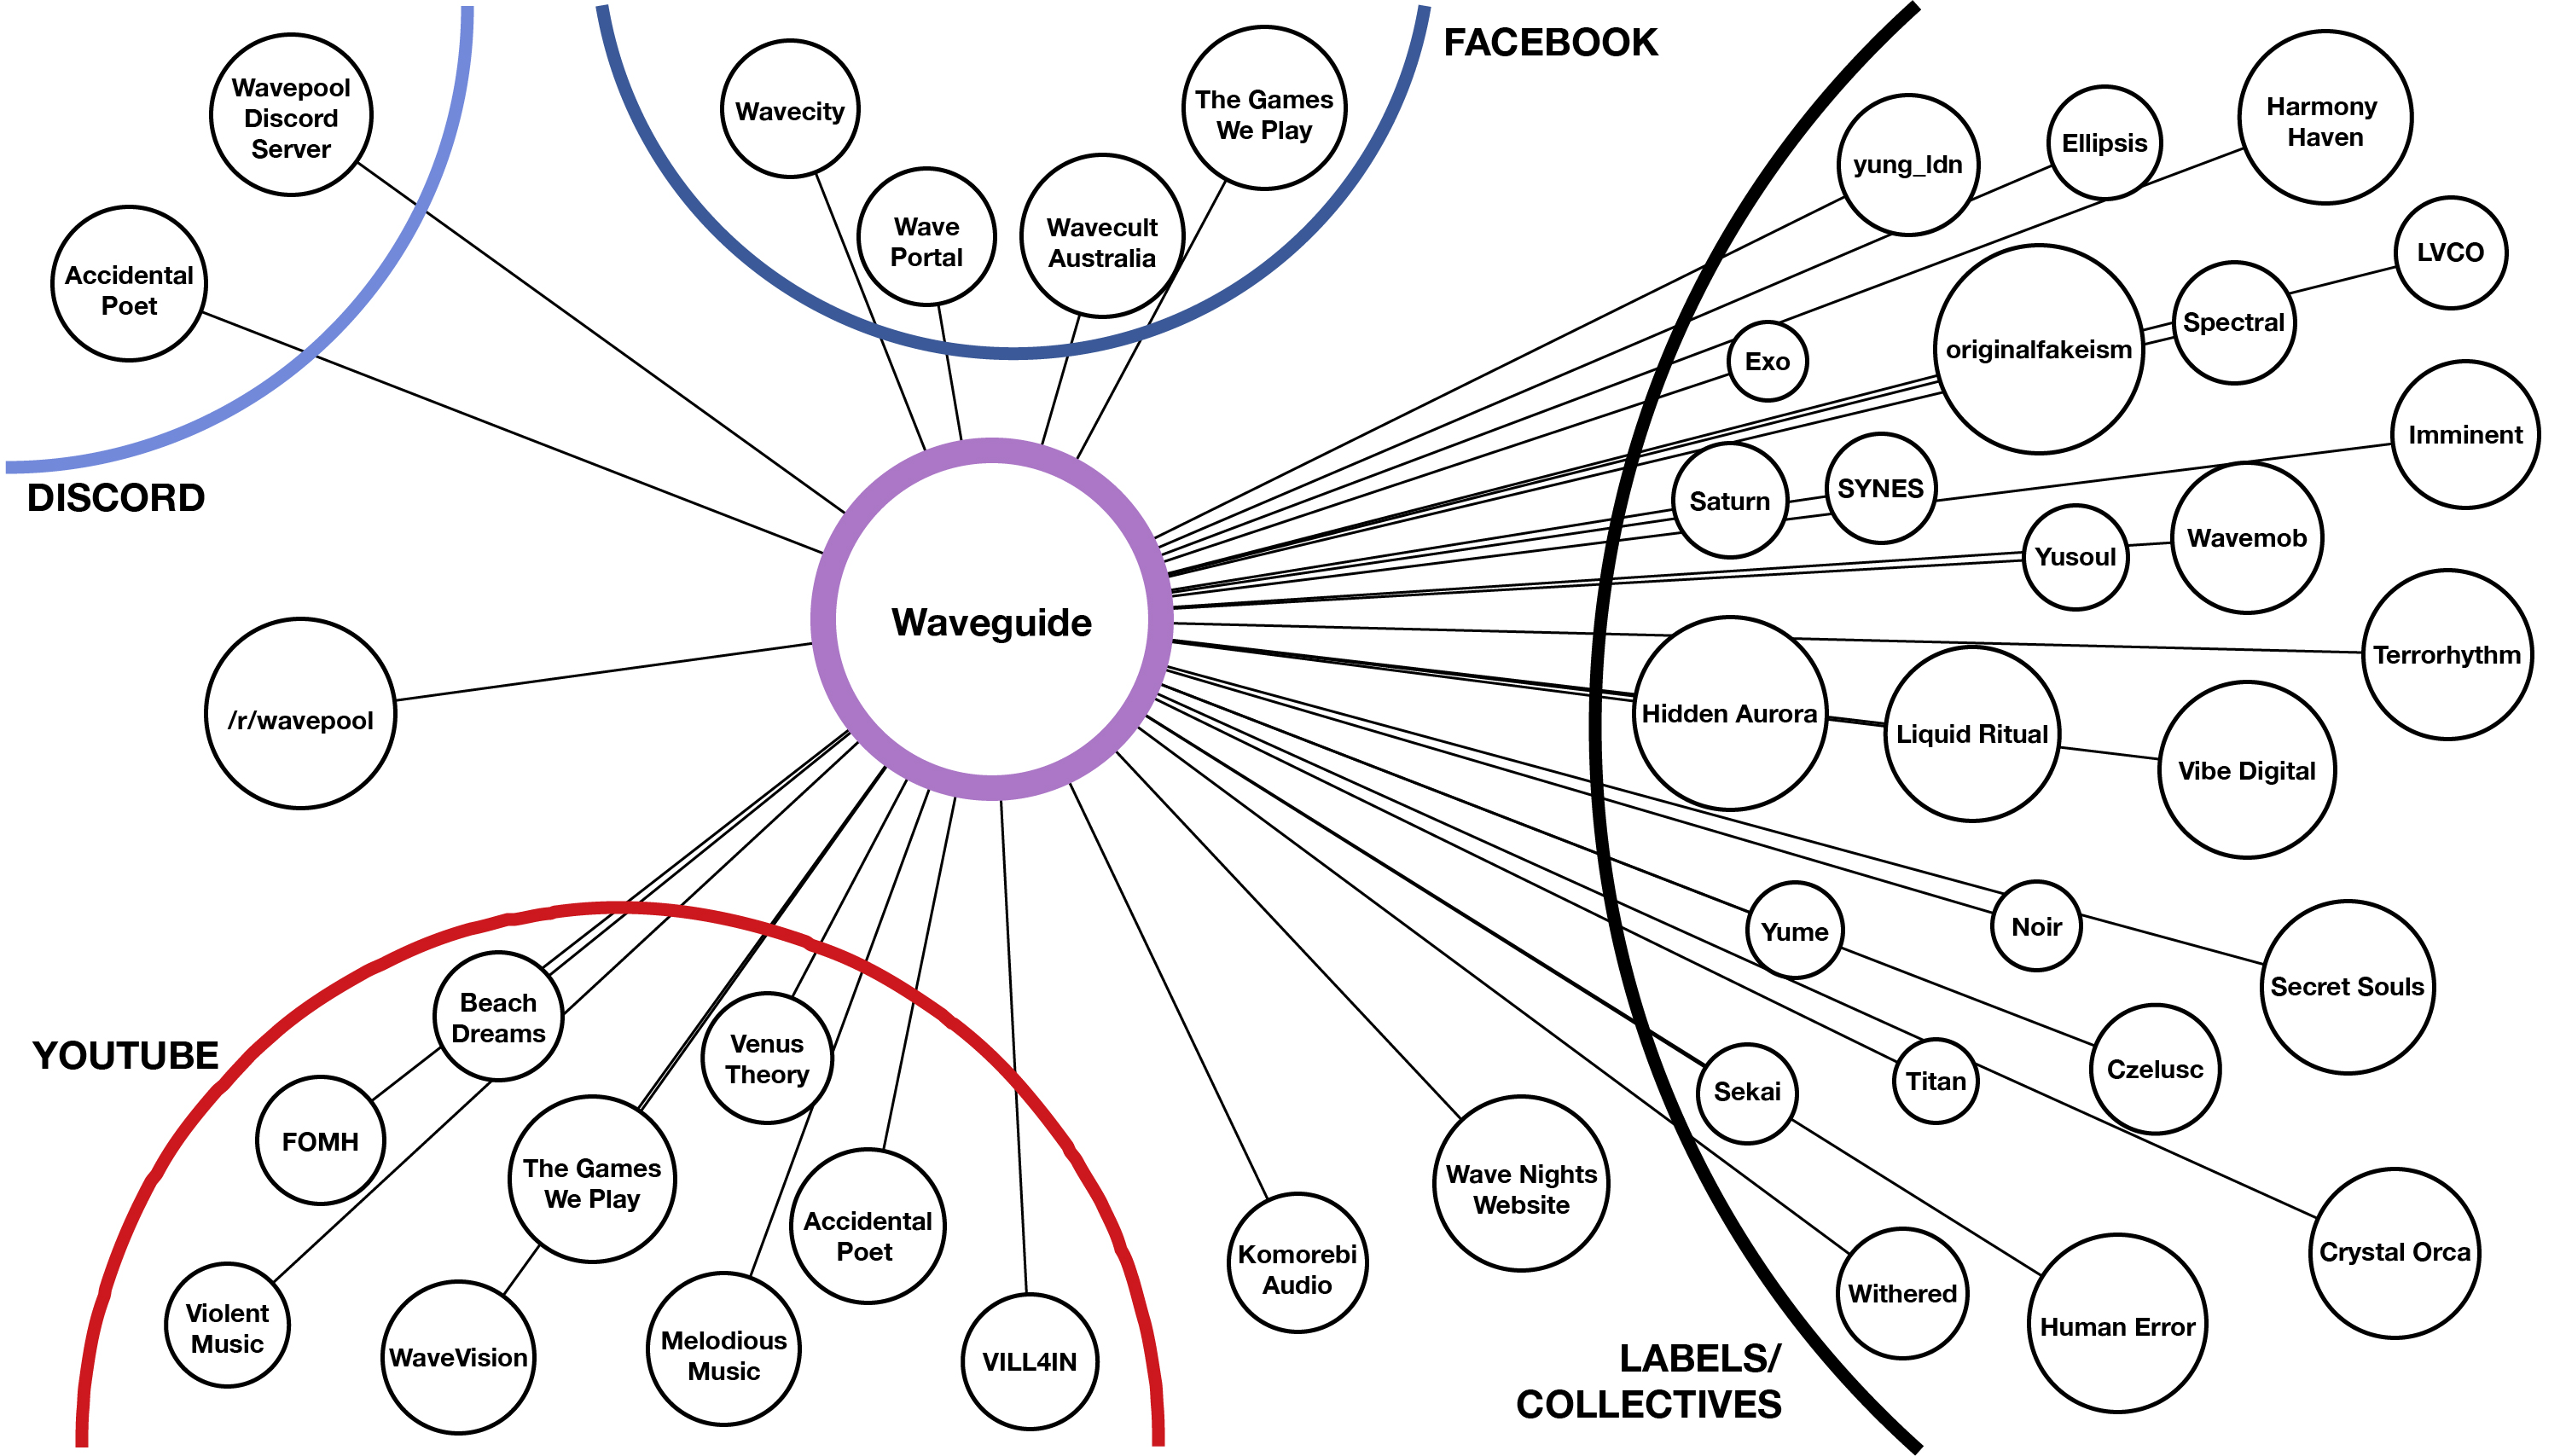 Wavepool
Discord
Server
Accidental
Poet
DISCORD
Wavecity
Wave
Portal
Wavecult
Australia
The Games
We Play
FACEBOOK
Waveguide
/r/wavepool
yung_ldn
Ellipsis
Harmony
Haven
LVCO
originalfakeism
Spectral
Exo
Imminent
Saturn
SYNES
Wavemob
Yusoul
Terrorhythm
Hidden Aurora
Liquid Ritual
Vibe Digital
Yume
Noir
Secret Souls
Czelusc
Titan
Sekai
Crystal Orca
Withered
Human Error
LABELS/
COLLECTIVES
Wave Nights
Website
Komorebi
Audio
YOUTUBE
Beach
Dreams
FOMH
Violent
Music
The Games
We Play
WaveVision
Venus
Theory
Melodious
Music
Accidental
Poet
VILL4IN